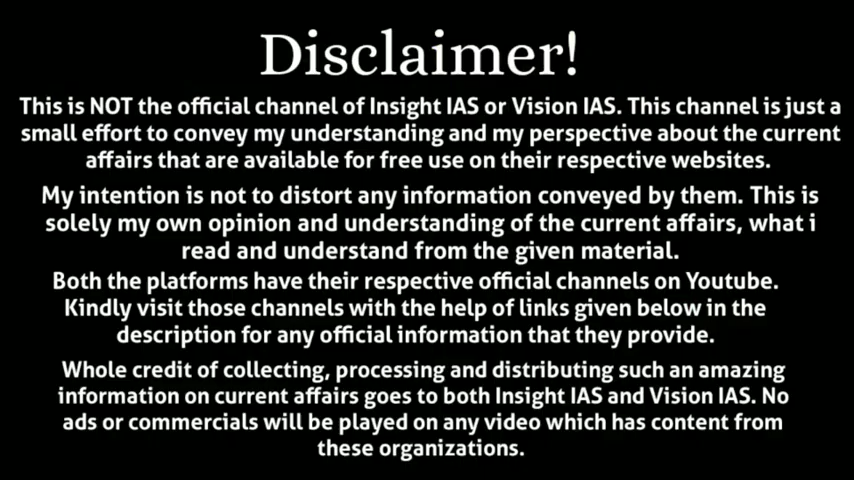 Disclaimer!
This is NOT the official channel of Insight IAS or Vision IAS. This channel is just a
small effort to convey my understanding and my perspective about the current
affairs that are available for free use on their respective websites.
My intention is not to distort any information conveyed by them. This is
solely my own opinion and understanding of the current affairs, what i
read and understand from the given material.
Both the platforms have their respective official channels on Youtube.
Kindly visit those channels with the help of links given below in the
description for any official information that they provide.
Whole credit of collecting, processing and distributing such an amazing
information on current affairs goes to both Insight IAS and Vision IAS. No
ads or commercials will be played on any video which has content from
these organizations.